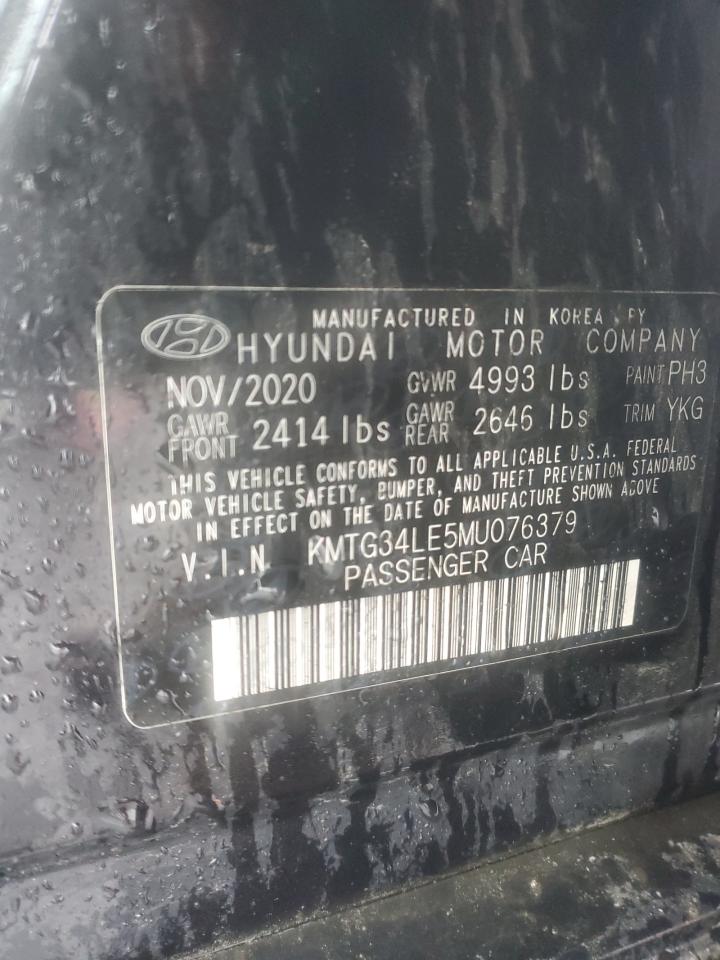 MANUFACTURED IN KOREA BY
HYUNDAI MOTOR COMPANY
NOV/2020 GVWR 4993 lbs PAINT PH3
GAWR FRONT 2414 lbs GAWR REAR 2646 lbs TRIM YKG
THIS VEHICLE CONFORMS TO ALL APPLICABLE U.S.A. FEDERAL
MOTOR VEHICLE SAFETY, BUMPER, AND THEFT PREVENTION STANDARDS
IN EFFECT ON THE DATE OF MANUFACTURE SHOWN ABOVE
V.I.N KMTG34LE5MU076379
PASSENGER CAR